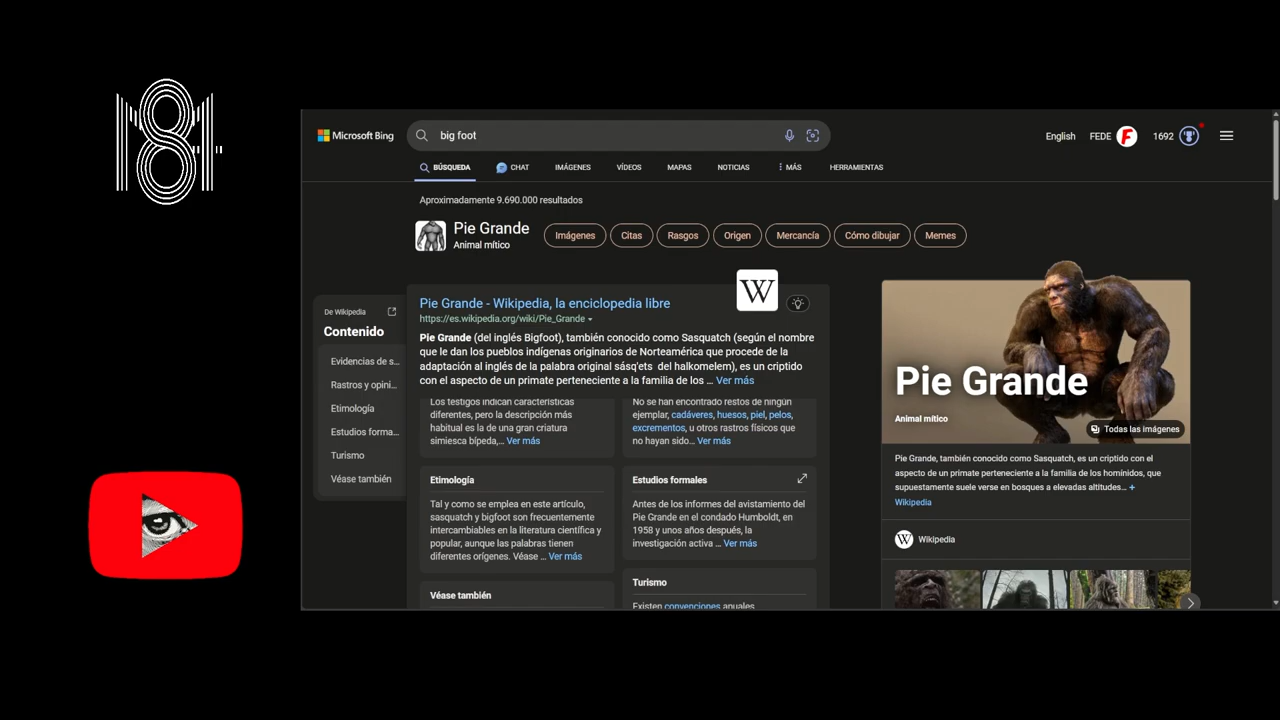 Microsoft Bing
big foot
English
FEDE
1692
BÚSQUEDA
CHAT
IMÁGENES
VÍDEOS
MAPAS
NOTICIAS
MÁS
HERRAMIENTAS
Aproximadamente 9.690.000 resultados
Pie Grande
Animal mítico
Imágenes
Citas
Rasgos
Origen
Mercancía
Cómo dibujar
Memes
De Wikipedia
Contenido
Evidencias de s...
Rastros y opini...
Etimología
Estudios forma...
Turismo
Véase también
W
Pie Grande - Wikipedia, la enciclopedia libre
https://es.wikipedia.org/wiki/Pie_Grande
Pie Grande (del inglés Bigfoot), también conocido como Sasquatch (según el nombre
que le dan los pueblos indígenas originarios de Norteamérica que procede de la
adaptación al inglés de la palabra original sásq'ets del halkomelem), es un criptido
con el aspecto de un primate perteneciente a la familia de los ... Ver más
Los testigos indican características
diferentes, pero la descripción más
habitual es la de una gran criatura
simiesca bípeda,... Ver más
No se han encontrado restos de ningún
ejemplar, cadáveres, huesos, piel, pelos,
excrementos, u otros rastros físicos que
no hayan sido... Ver más
Etimología
Tal y como se emplea en este artículo,
sasquatch y bigfoot son frecuentemente
intercambiables en la literatura científica y
popular, aunque las palabras tienen
diferentes orígenes. Véase ... Ver más
Estudios formales
Antes de los informes del avistamiento del
Pie Grande en el condado Humboldt, en
1958 y unos años después, la
investigación activa ... Ver más
Véase también
Turismo
Existen convenciones anuales
Pie Grande
Animal mítico
Todas las imágenes
Pie Grande, también conocido como Sasquatch, es un criptido con el
aspecto de un primate perteneciente a la familia de los homínidos, que
supuestamente suele verse en bosques a elevadas altitudes... +
Wikipedia
W Wikipedia